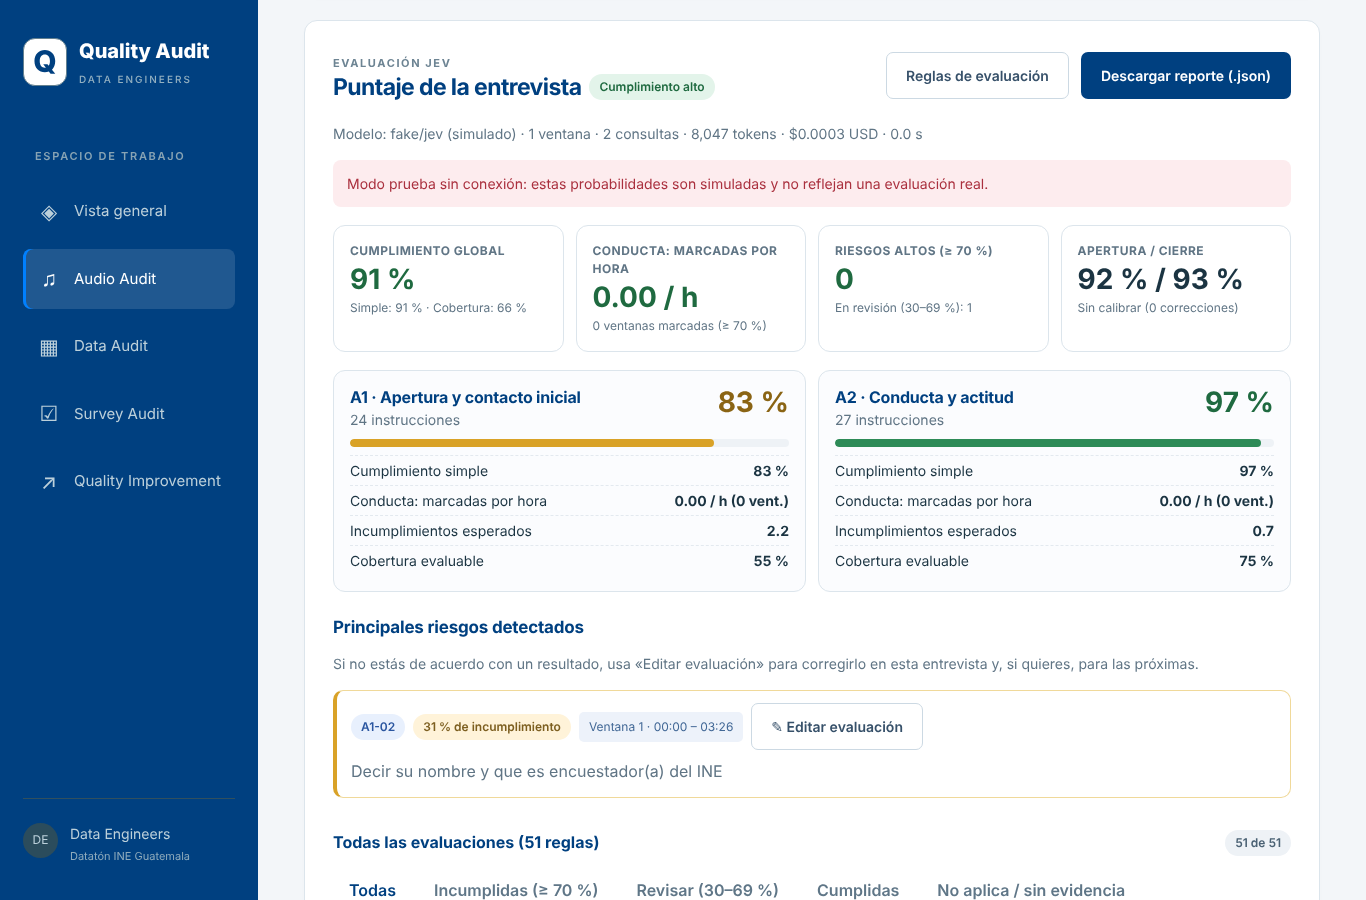 Q
Quality Audit
DATA ENGINEERS
ESPACIO DE TRABAJO
Vista general
Audio Audit
Data Audit
Survey Audit
Quality Improvement
DE
Data Engineers
Datatón INE Guatemala
EVALUACIÓN JEV
Puntaje de la entrevista
Cumplimiento alto
Reglas de evaluación
Descargar reporte (.json)
Modelo: fake/jev (simulado) · 1 ventana · 2 consultas · 8,047 tokens · $0.0003 USD · 0.0 s
Modo prueba sin conexión: estas probabilidades son simuladas y no reflejan una evaluación real.
CUMPLIMIENTO GLOBAL
91 %
Simple: 91 % · Cobertura: 66 %
CONDUCTA: MARCADAS POR
HORA
0.00 / h
0 ventanas marcadas (≥ 70 %)
RIESGOS ALTOS (≥ 70 %)
0
En revisión (30–69 %): 1
APERTURA / CIERRE
92 % / 93 %
Sin calibrar (0 correcciones)
A1 · Apertura y contacto inicial
83 %
24 instrucciones
Cumplimiento simple 83 %
Conducta: marcadas por hora 0.00 / h (0 vent.)
Incumplimientos esperados 2.2
Cobertura evaluable 55 %
A2 · Conducta y actitud
97 %
27 instrucciones
Cumplimiento simple 97 %
Conducta: marcadas por hora 0.00 / h (0 vent.)
Incumplimientos esperados 0.7
Cobertura evaluable 75 %
Principales riesgos detectados
Si no estás de acuerdo con un resultado, usa «Editar evaluación» para corregirlo en esta entrevista y, si quieres, para las próximas.
A1-02 31 % de incumplimiento Ventana 1 · 00:00 – 03:26 ✎ Editar evaluación
Decir su nombre y que es encuestador(a) del INE
Todas las evaluaciones (51 reglas)
51 de 51
Todas Incumplidas (≥ 70 %) Revisar (30–69 %) Cumplidas No aplica / sin evidencia